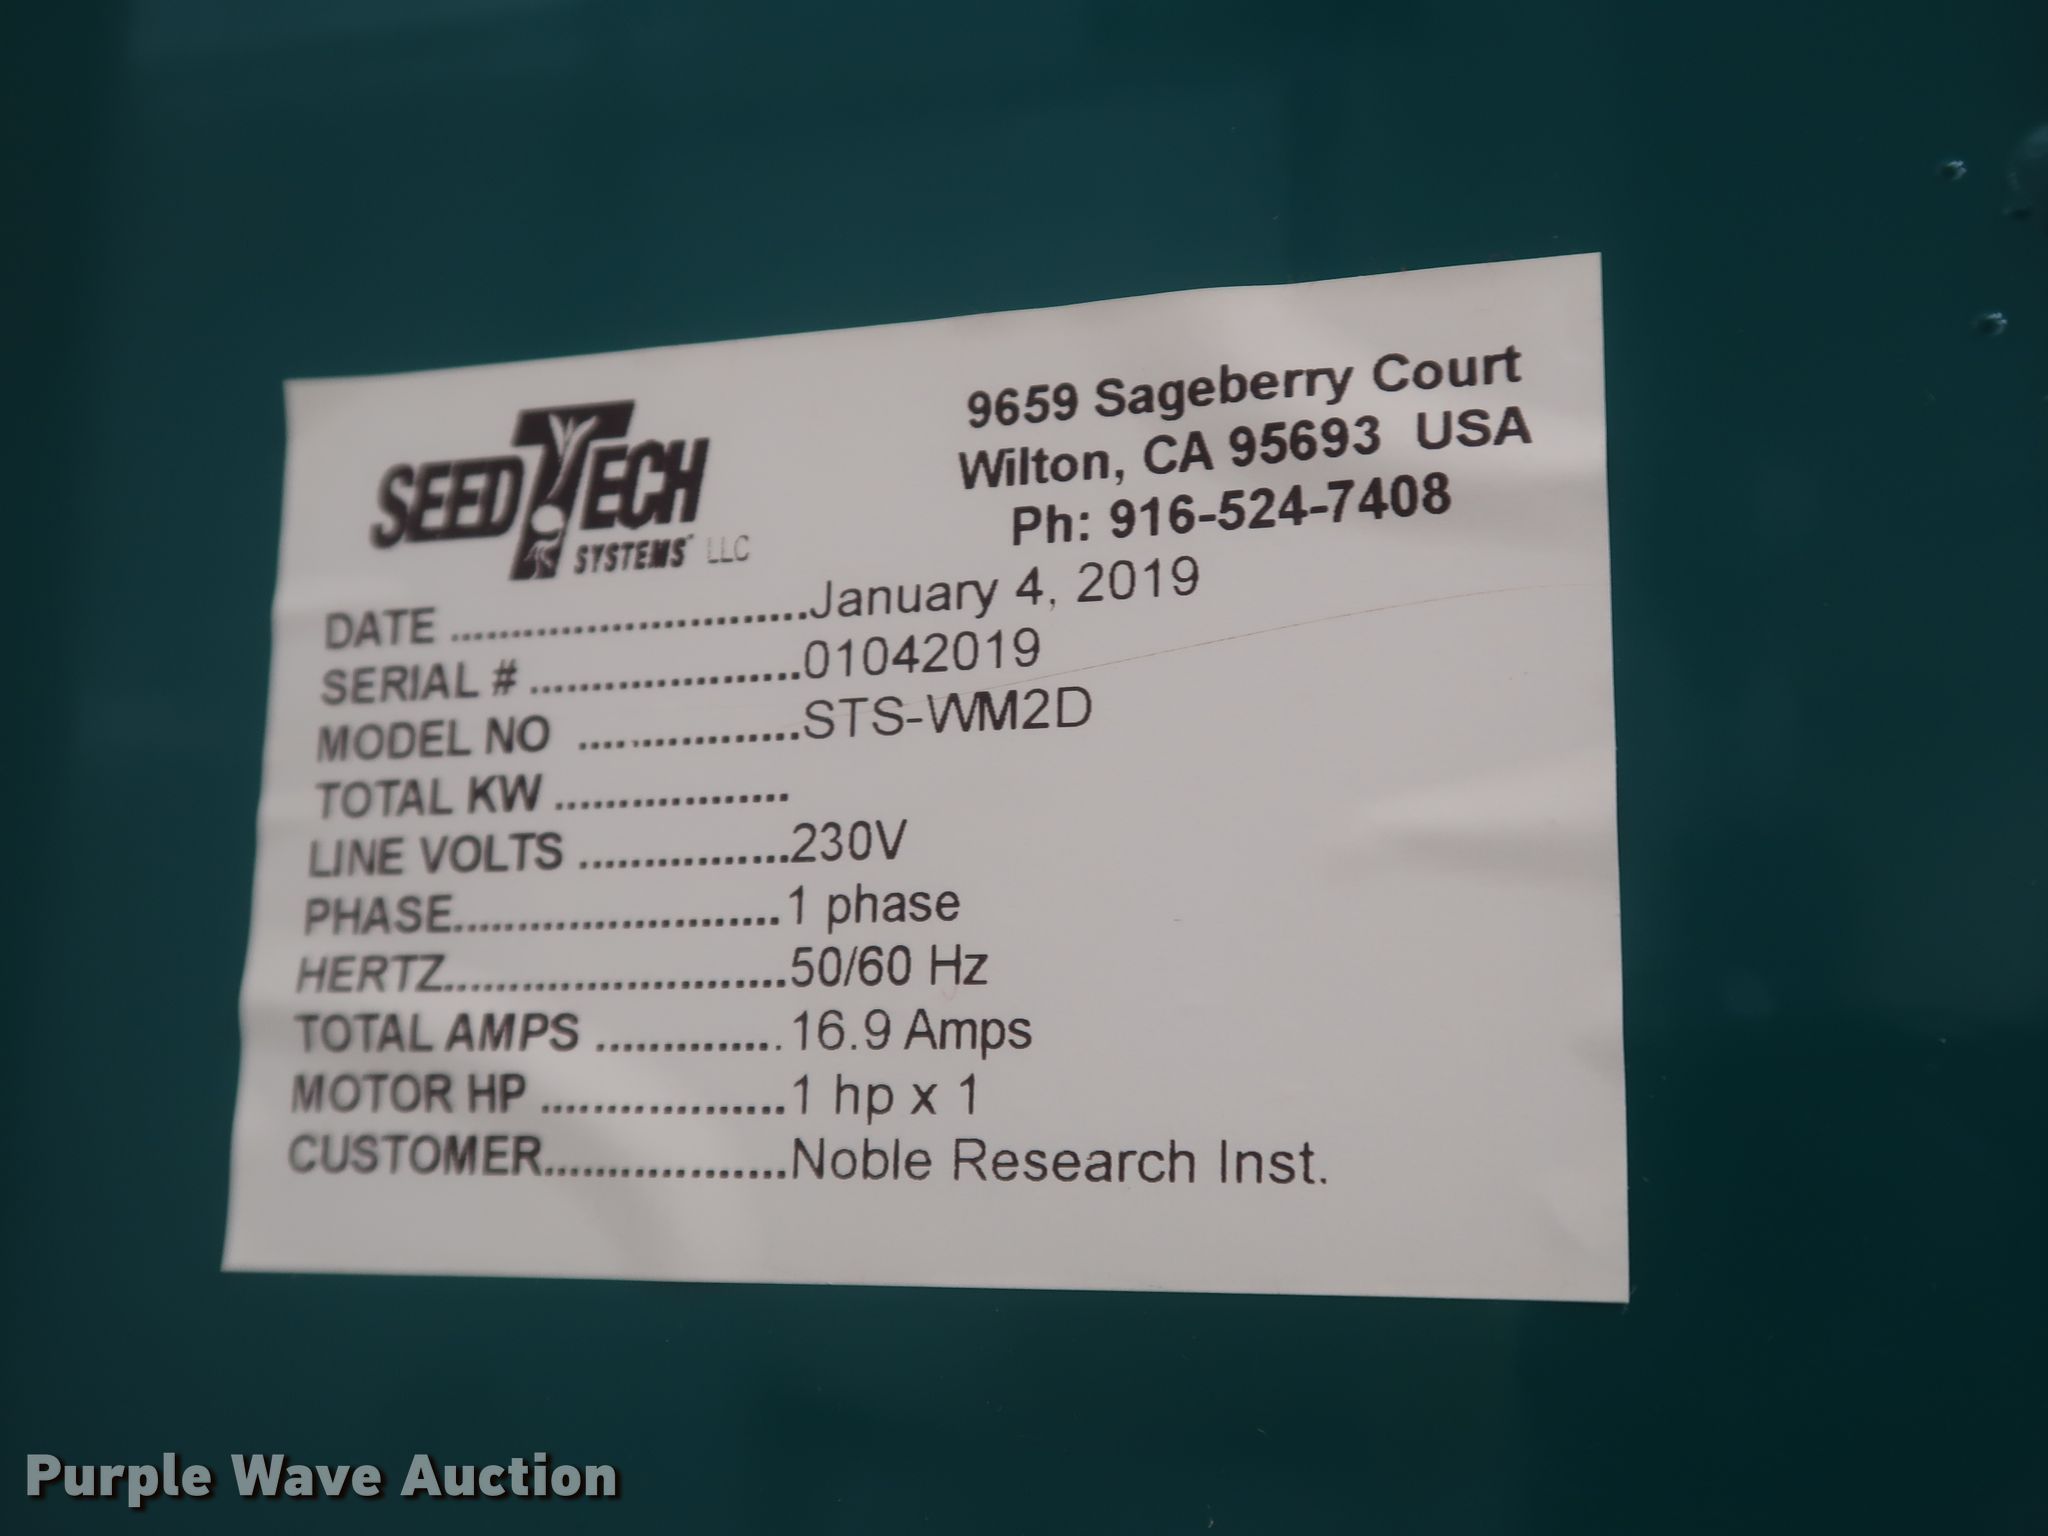 SEEDTECH
SYSTEMS LLC
9659 Sageberry Court
Wilton, CA 95693 USA
Ph: 916-524-7408
DATE ............................January 4, 2019
SERIAL # ......................01042019
MODEL NO ..................STS-WM2D
TOTAL KW ...................
LINE VOLTS .................230V
PHASE..........................1 phase
HERTZ...........................50/60 Hz
TOTAL AMPS ..............16.9 Amps
MOTOR HP ...................1 hp x 1
CUSTOMER...................Noble Research Inst.
Purple Wave Auction